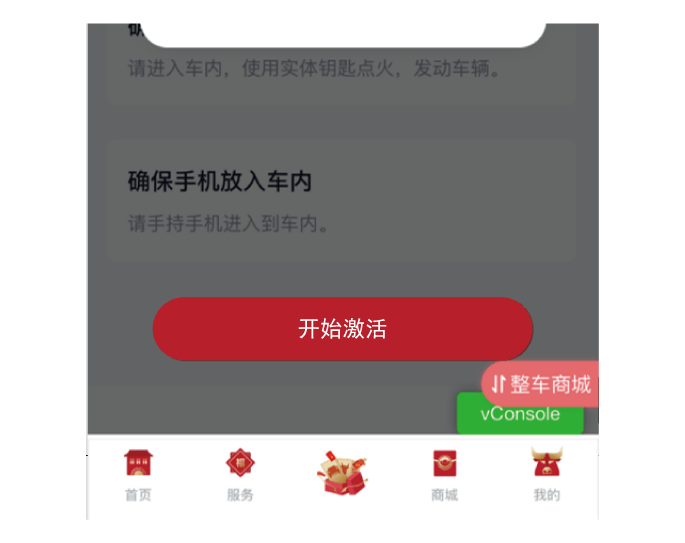 请进入车内，使用实体钥匙点火，发动车辆。
确保手机放入车内
请手持手机进入到车内。
开始激活
整车商城
vConsole
首页
服务
商城
我的